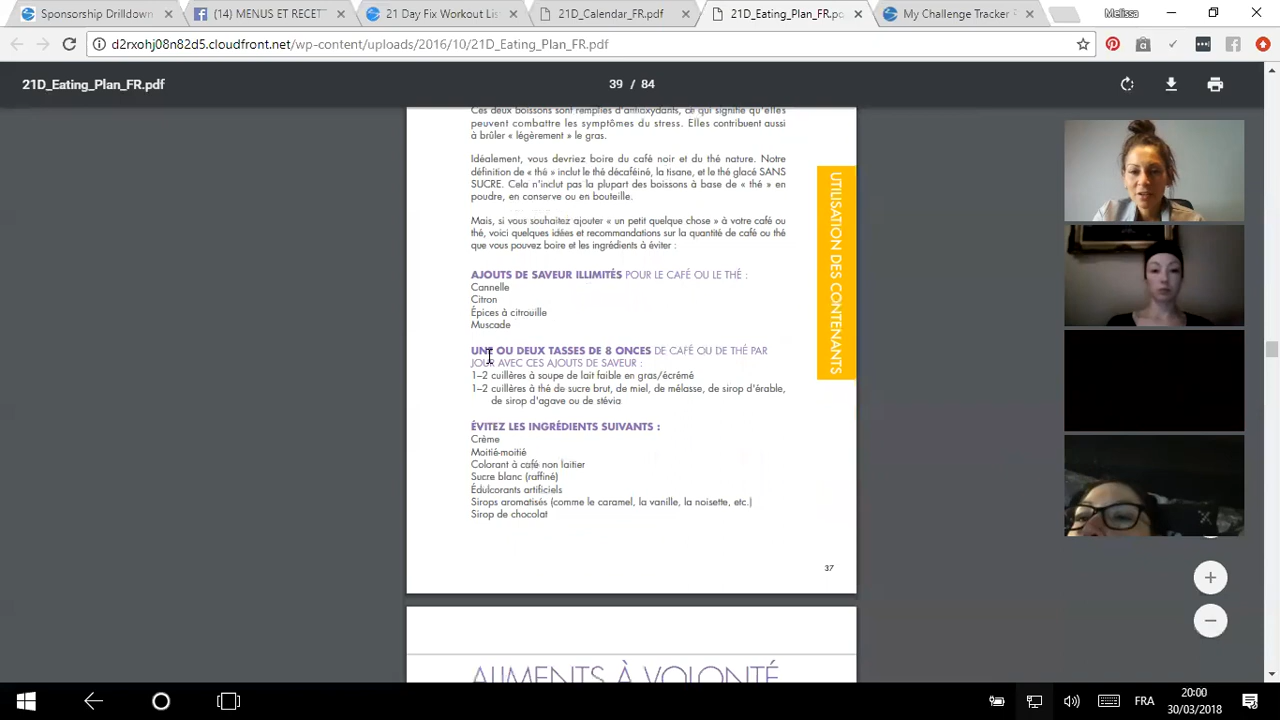 Sponsorship Drilldown
(14) MENUS ET RECET
21 Day Fix Workout Lis
21D_Calendar_FR.pdf
21D_Eating_Plan_FR.pdf
My Challenge Tracker -
Melissa
d2rxohj08n82d5.cloudfront.net/wp-content/uploads/2016/10/21D_Eating_Plan_FR.pdf
21D_Eating_Plan_FR.pdf
39 / 84
Ces deux boissons sont remplies d'antioxydants, ce qui signifie qu'elles
peuvent combattre les symptômes du stress. Elles contribuent aussi
à brûler « légèrement » le gras.
Idéalement, vous devriez boire du café noir et du thé nature. Notre
définition de « thé » inclut le thé décaféiné, la tisane, et le thé glacé SANS
SUCRE. Cela n'inclut pas la plupart des boissons à base de « thé » en
poudre, en conserve ou en bouteille.
Mais, si vous souhaitez ajouter « un petit quelque chose » à votre café ou
thé, voici quelques idées et recommandations sur la quantité de café ou thé
que vous pouvez boire et les ingrédients à éviter :
AJOUTS DE SAVEUR ILLIMITÉS POUR LE CAFÉ OU LE THÉ :
Cannelle
Citron
Épices à citrouille
Muscade
UNE OU DEUX TASSES DE 8 ONCES DE CAFÉ OU DE THÉ PAR
JOUR AVEC CES AJOUTS DE SAVEUR :
1–2 cuillères à soupe de lait faible en gras/écrémé
1–2 cuillères à thé de sucre brut, de miel, de mélasse, de sirop d'érable,
de sirop d'agave ou de stévia
ÉVITEZ LES INGRÉDIENTS SUIVANTS :
Crème
Moitié-moitié
Colorant à café non laitier
Sucre blanc (raffiné)
Édulcorants artificiels
Sirops aromatisés (comme le caramel, la vanille, la noisette, etc.)
Sirop de chocolat
37
UTILISATION DES CONTENANTS
ALIMENTS À VOLONTÉ
FRA
20:00
30/03/2018